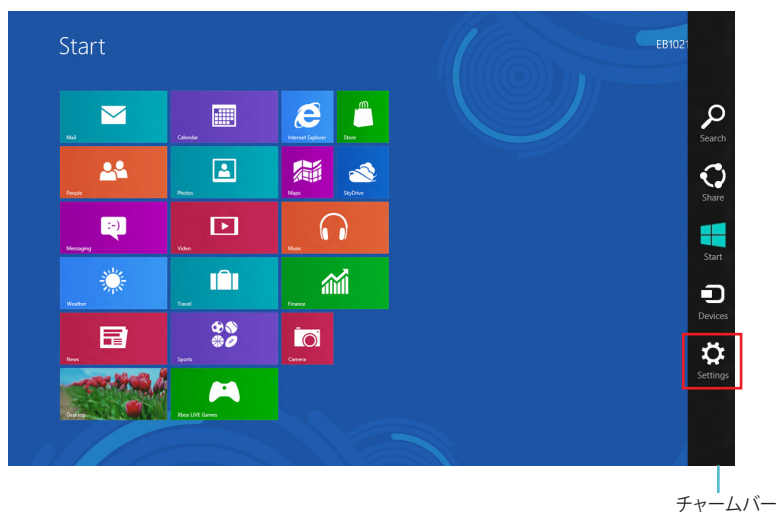 Start
EB1021
Mail
Calendar
Internet Explorer
Store
People
Photos
Maps
SkyDrive
Messaging
Video
Music
Weather
Travel
Finance
News
Sports
Camera
Desktop
Xbox LIVE Games
Search
Share
Start
Devices
Settings
チャームバー